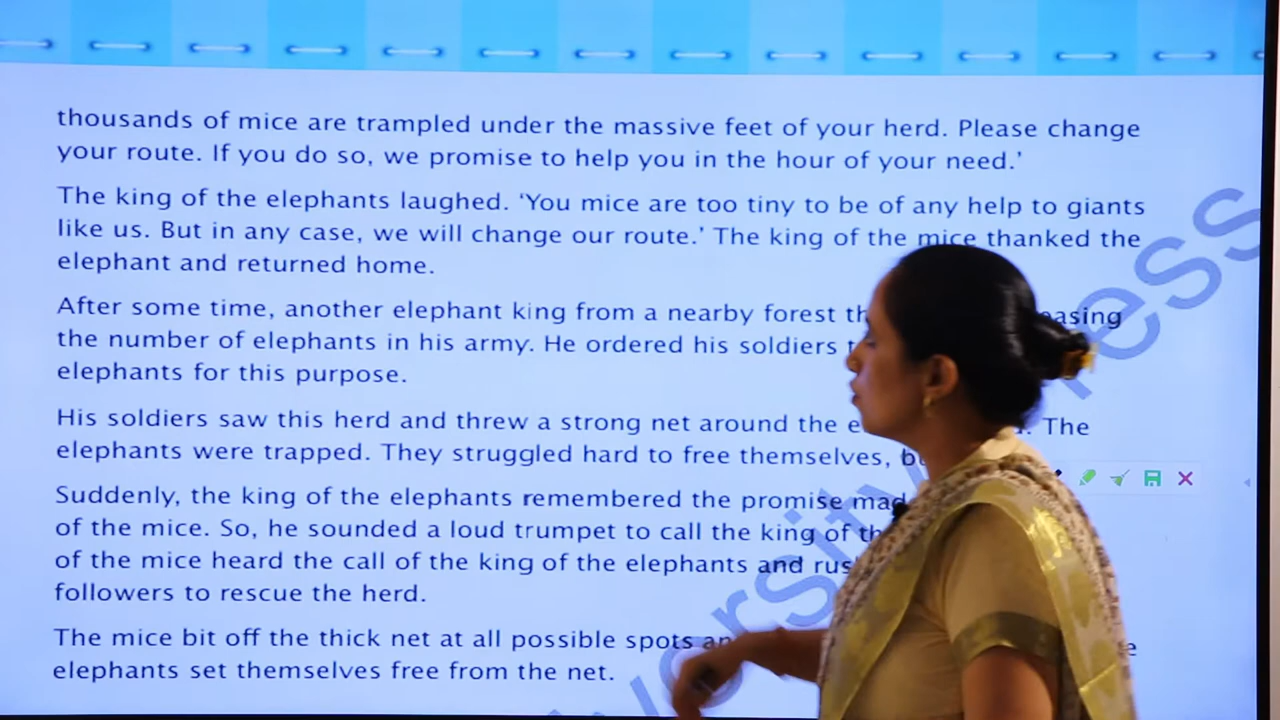 thousands of mice are trampled under the massive feet of your herd. Please change
your route. If you do so, we promise to help you in the hour of your need.’
The king of the elephants laughed. ‘You mice are too tiny to be of any help to giants
like us. But in any case, we will change our route.’ The king of the mice thanked the
elephant and returned home.
After some time, another elephant king from a nearby forest
the number of elephants in his army. He ordered his soldiers
elephants for this purpose.
His soldiers saw this herd and threw a strong net around the The
elephants were trapped. They struggled hard to free themselves,
Suddenly, the king of the elephants remembered the promise
of the mice. So, he sounded a loud trumpet to call the king of
of the mice heard the call of the king of the elephants and
followers to rescue the herd.
The mice bit off the thick net at all possible spots
elephants set themselves free from the net.